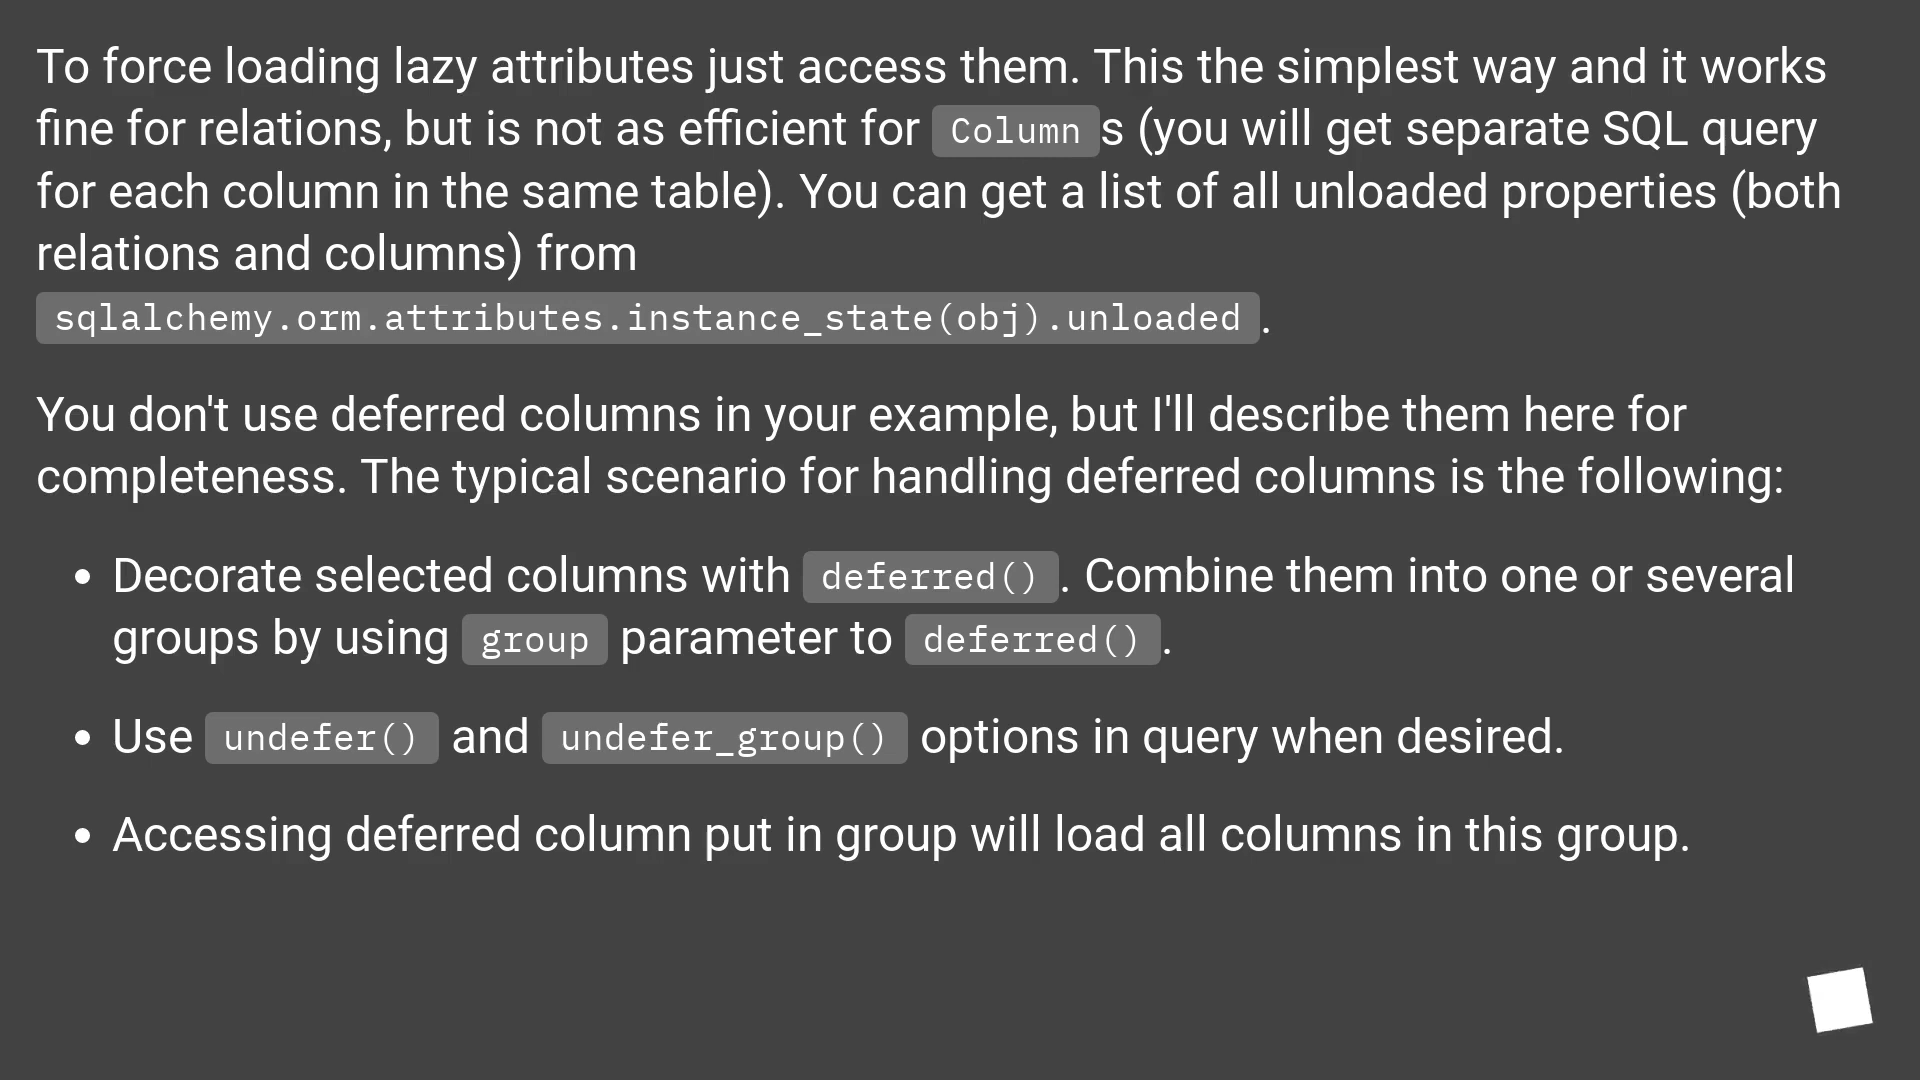 To force loading lazy attributes just access them. This the simplest way and it works
fine for relations, but is not as efficient for Columns (you will get separate SQL query
for each column in the same table). You can get a list of all unloaded properties (both
relations and columns) from
sqlalchemy.orm.attributes.instance_state(obj).unloaded.
You don't use deferred columns in your example, but I'll describe them here for
completeness. The typical scenario for handling deferred columns is the following:
• Decorate selected columns with deferred(). Combine them into one or several
groups by using group parameter to deferred().
• Use undefer() and undefer_group() options in query when desired.
• Accessing deferred column put in group will load all columns in this group.